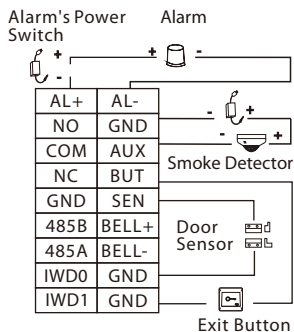 Alarm's Power
Switch
Alarm
+ -
+
-
AL+ AL-
NO GND
- +
COM AUX
- +
Smoke Detector
NC BUT
GND SEN
485B BELL+
Door
Sensor
485A BELL-
IWD0 GND
IWD1 GND
Exit Button